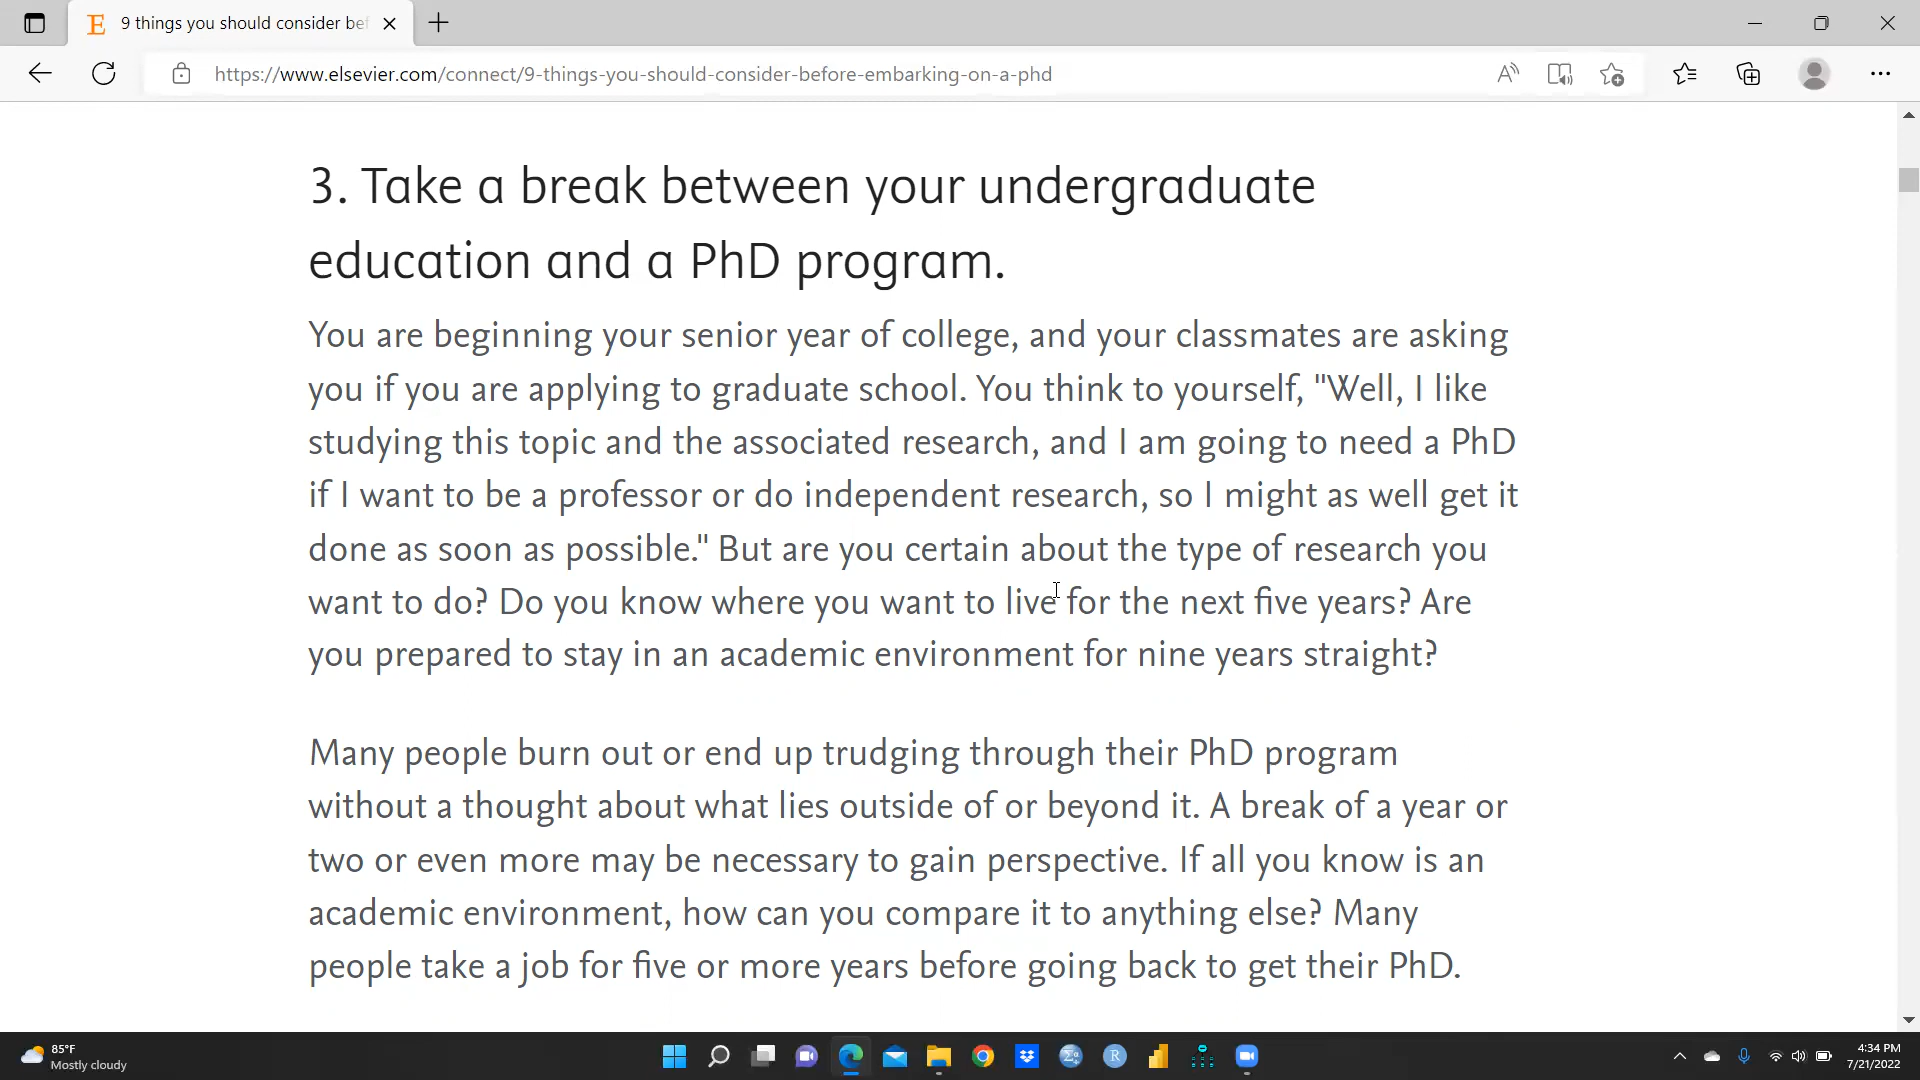 9 things you should consider bef
https://www.elsevier.com/connect/9-things-you-should-consider-before-embarking-on-a-phd
3. Take a break between your undergraduate
education and a PhD program.
You are beginning your senior year of college, and your classmates are asking
you if you are applying to graduate school. You think to yourself, "Well, I like
studying this topic and the associated research, and I am going to need a PhD
if I want to be a professor or do independent research, so I might as well get it
done as soon as possible." But are you certain about the type of research you
want to do? Do you know where you want to live for the next five years? Are
you prepared to stay in an academic environment for nine years straight?
Many people burn out or end up trudging through their PhD program
without a thought about what lies outside of or beyond it. A break of a year or
two or even more may be necessary to gain perspective. If all you know is an
academic environment, how can you compare it to anything else? Many
people take a job for five or more years before going back to get their PhD.
85°F
Mostly cloudy
4:34 PM
7/21/2022